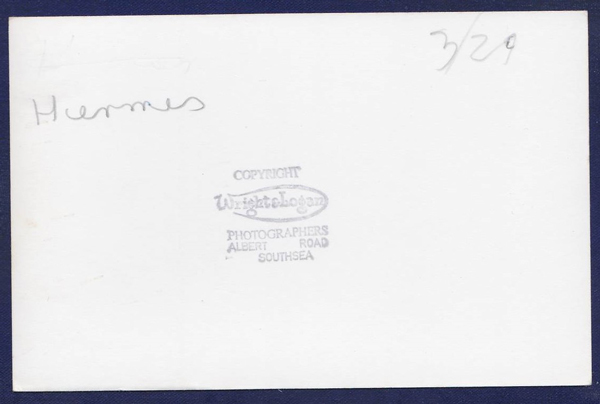 3/29
Hermes
COPYRIGHT
Wright & Logan
PHOTOGRAPHERS
ALBERT ROAD
SOUTHSEA